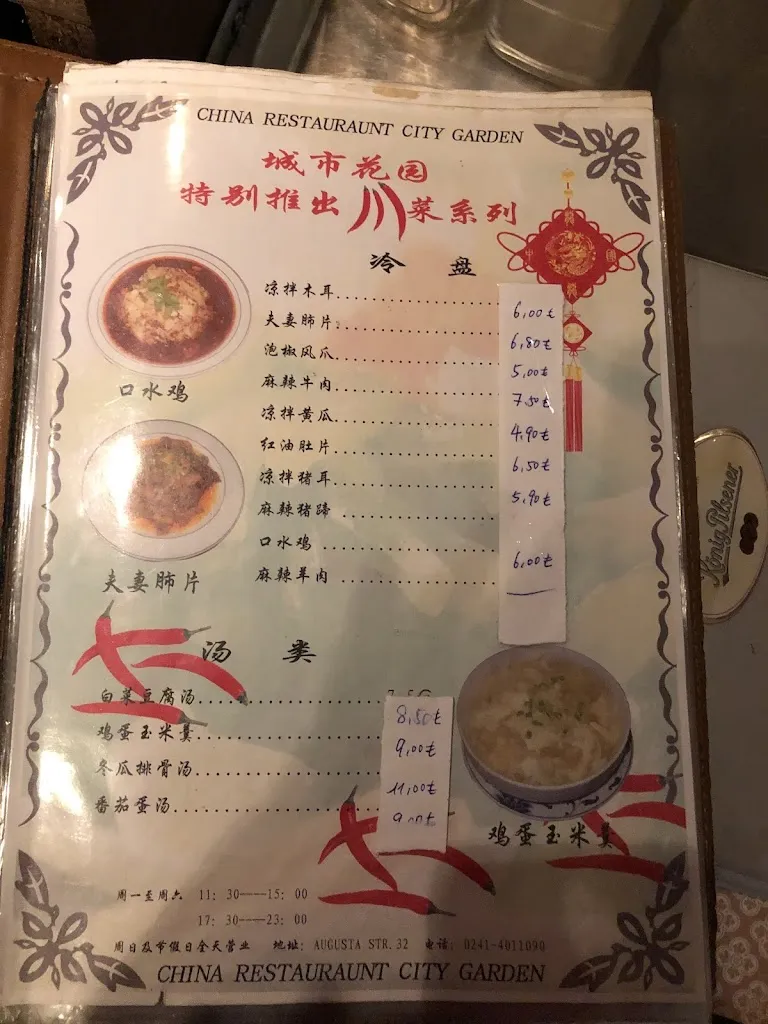 CHINA RESTAURAUNT CITY GARDEN
城市花园
特别推出川菜系列
冷 盘
凉拌木耳
6,00€
夫妻肺片
6,80€
泡椒凤爪
5,00€
麻辣牛肉
7,50€
凉拌黄瓜
4,90€
红油肚片
6,50€
凉拌猪耳
5,90€
麻辣猪蹄
口水鸡
6,00€
麻辣羊肉
口水鸡
夫妻肺片
汤 类
白菜豆腐汤
8,50€
鸡蛋玉米羹
9,00€
冬瓜排骨汤
11,00€
番茄蛋汤
9,00€
鸡蛋玉米羹
周一至周六 11: 30----15: 00
17: 30----23: 00
周日及节假日全天营业 地址: AUGUSTA STR. 32 电话: 0241-4011090
CHINA RESTAURAUNT CITY GARDEN
König Pilsener